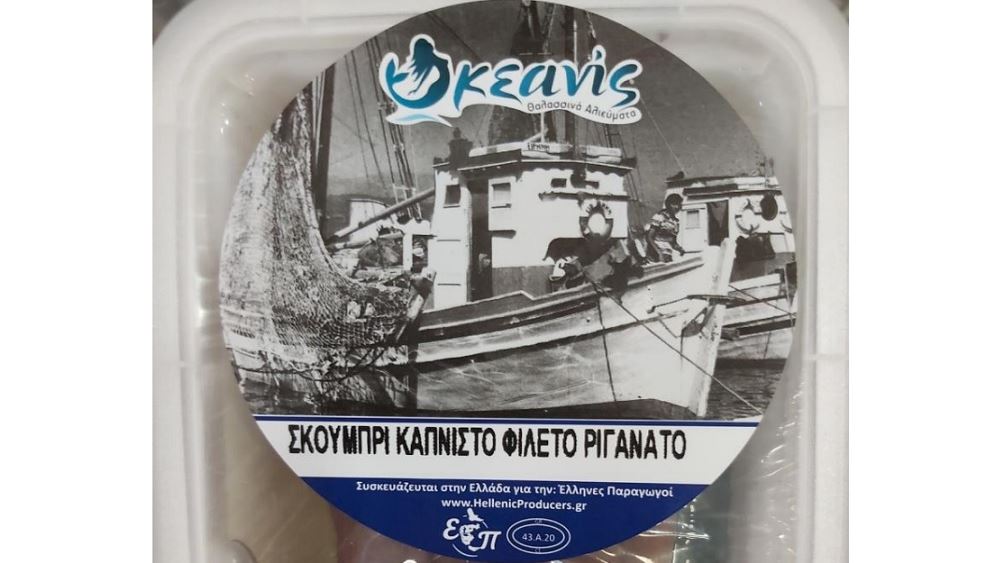 Ωκεανίς
Θαλασσινά Αλιεύματα
ΣΚΟΥΜΠΡΙ ΚΑΠΝΙΣΤΟ ΦΙΛΕΤΟ ΡΙΓΑΝΑΤΟ
Συσκευάζεται στην Ελλάδα για την: Έλληνες Παραγωγοί
www.HellenicProducers.gr
εεπ
43.A.20